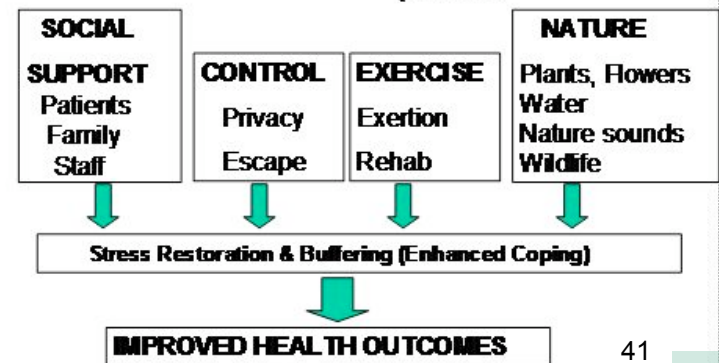 SOCIAL
SUPPORT
Patients
Family
Staff
CONTROL
Privacy
Escape
EXERCISE
Exertion
Rehab
NATURE
Plants, Flowers
Water
Nature sounds
Wildlife
Stress Restoration & Buffering (Enhanced Coping)
IMPROVED HEALTH OUTCOMES
41